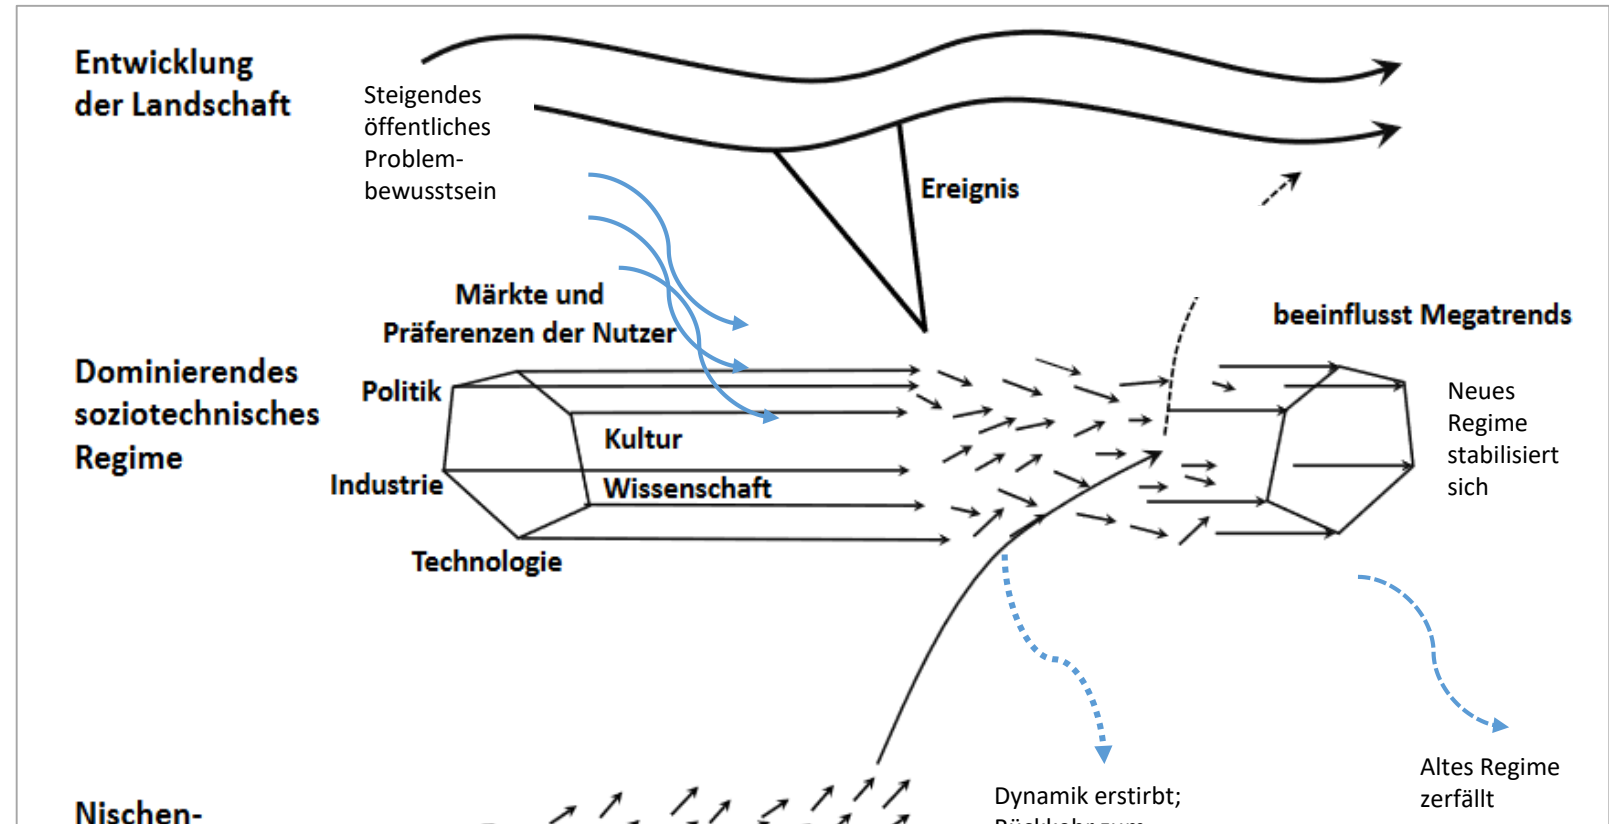 Entwicklung
der Landschaft
Steigendes
öffentliches
Problem-
bewusstsein
Ereignis
Märkte und
Präferenzen der Nutzer
beeinflusst Megatrends
Dominierendes
soziotechnisches
Regime
Politik
Kultur
Industrie
Wissenschaft
Technologie
Neues
Regime
stabilisiert
sich
Altes Regime
zerfällt
Dynamik erstirbt;
Nischen-